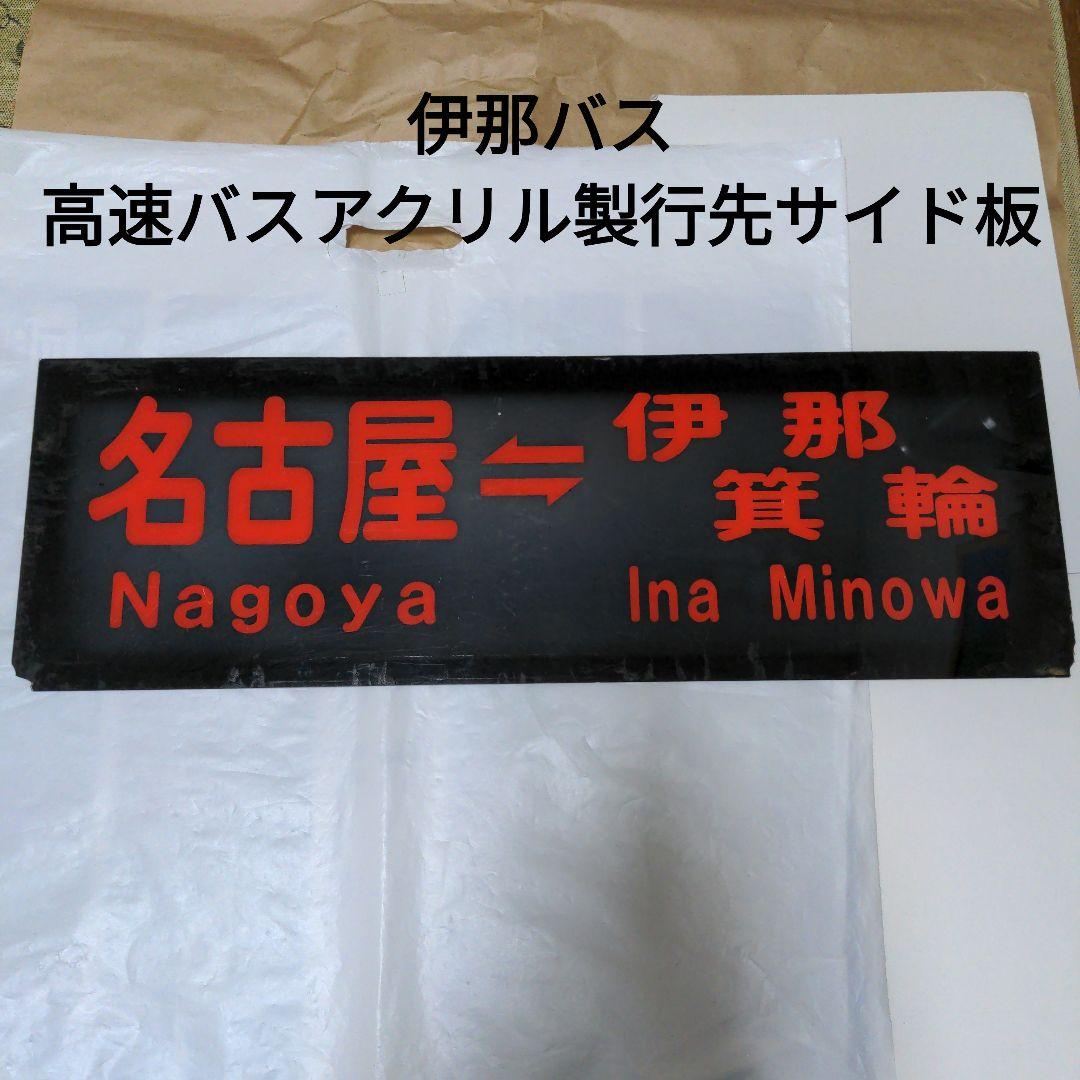 伊那バス
高速バスアクリル製行先サイド板
名古屋 ⇋ 伊那
箕輪
Nagoya Ina Minowa